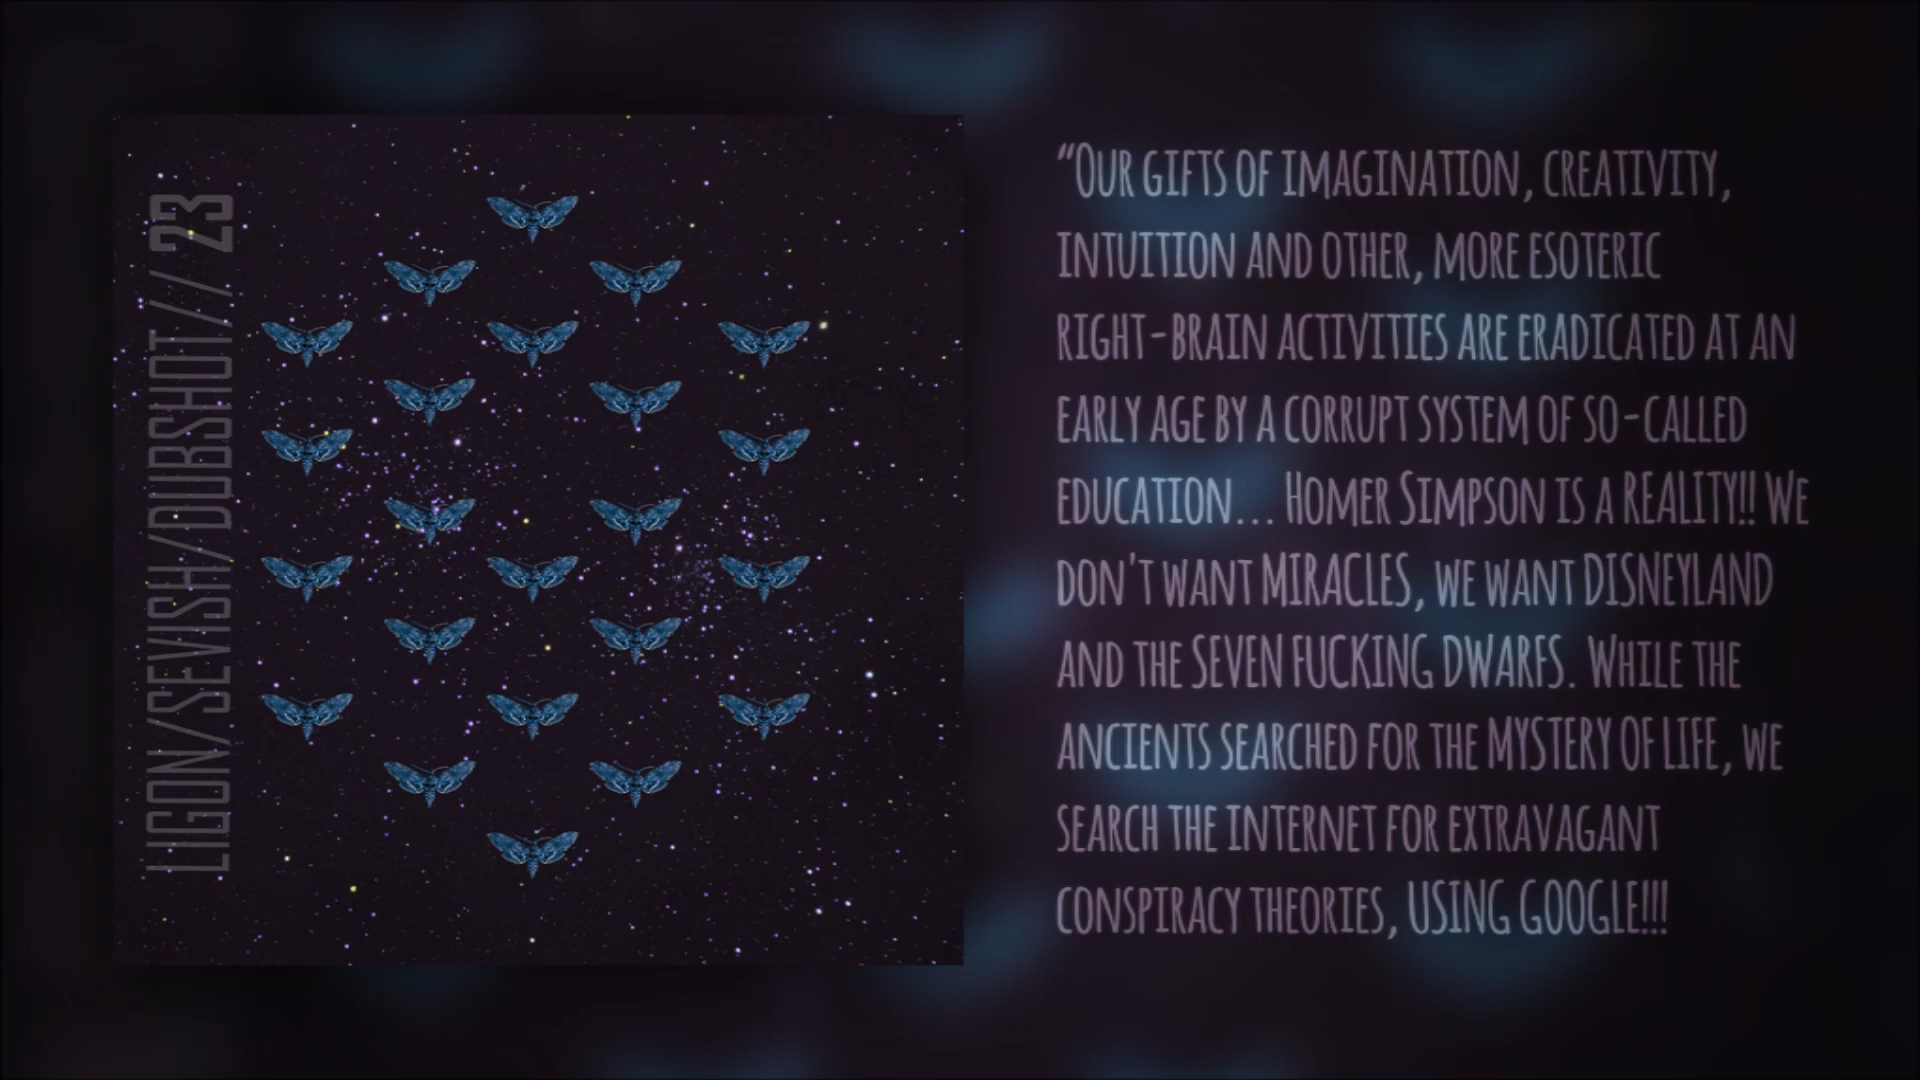 LIGON/SEVISH/DUBSHOT// 23
“OUR GIFTS OF IMAGINATION, CREATIVITY,
INTUITION AND OTHER, MORE ESOTERIC
RIGHT-BRAIN ACTIVITIES ARE ERADICATED AT AN
EARLY AGE BY A CORRUPT SYSTEM OF SO-CALLED
EDUCATION... HOMER SIMPSON IS A REALITY!! WE
DON'T WANT MIRACLES, WE WANT DISNEYLAND
AND THE SEVEN FUCKING DWARFS. WHILE THE
ANCIENTS SEARCHED FOR THE MYSTERY OF LIFE, WE
SEARCH THE INTERNET FOR EXTRAVAGANT
CONSPIRACY THEORIES, USING GOOGLE!!!